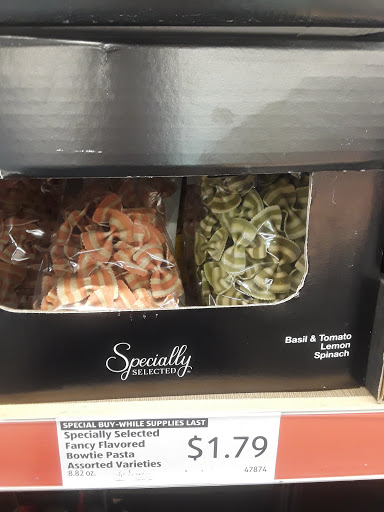 Basil & Tomato
Lemon
Spinach
Specially
SELECTED
SPECIAL BUY-WHILE SUPPLIES LAST
Specially Selected
Fancy Flavored
Bowtie Pasta
Assorted Varieties
8.82 oz.
$1.79
47874